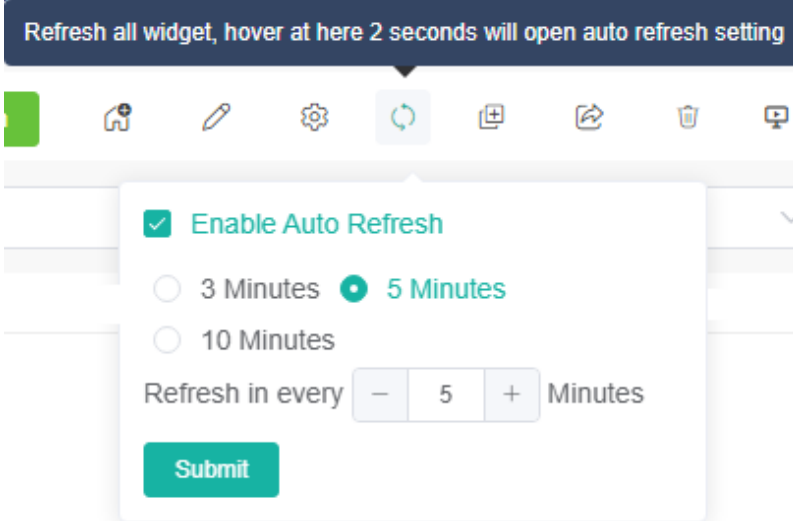 Refresh all widget, hover at here 2 seconds will open auto refresh setting
Enable Auto Refresh
3 Minutes 5 Minutes
10 Minutes
Refresh in every − 5 + Minutes
Submit